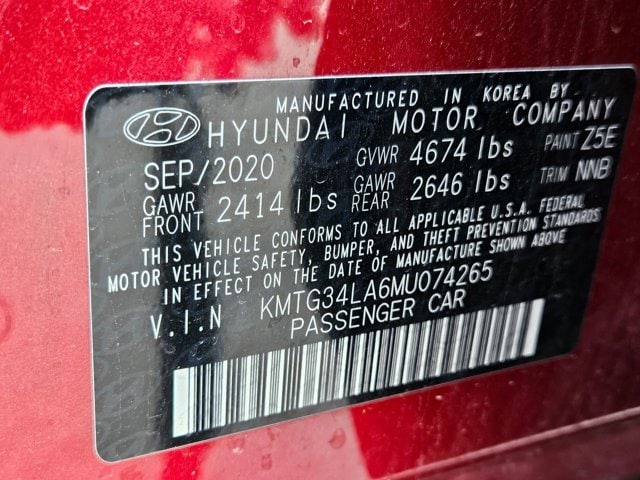 MANUFACTURED IN KOREA BY
HYUNDAI MOTOR COMPANY
SEP/2020 GVWR 4674 lbs PAINT Z5E
GAWR FRONT 2414 lbs GAWR REAR 2646 lbs TRIM NNB
THIS VEHICLE CONFORMS TO ALL APPLICABLE U.S.A. FEDERAL
MOTOR VEHICLE SAFETY, BUMPER, AND THEFT PREVENTION STANDARDS
IN EFFECT ON THE DATE OF MANUFACTURE SHOWN ABOVE
V.I.N KMTG34LA6MU074265
PASSENGER CAR